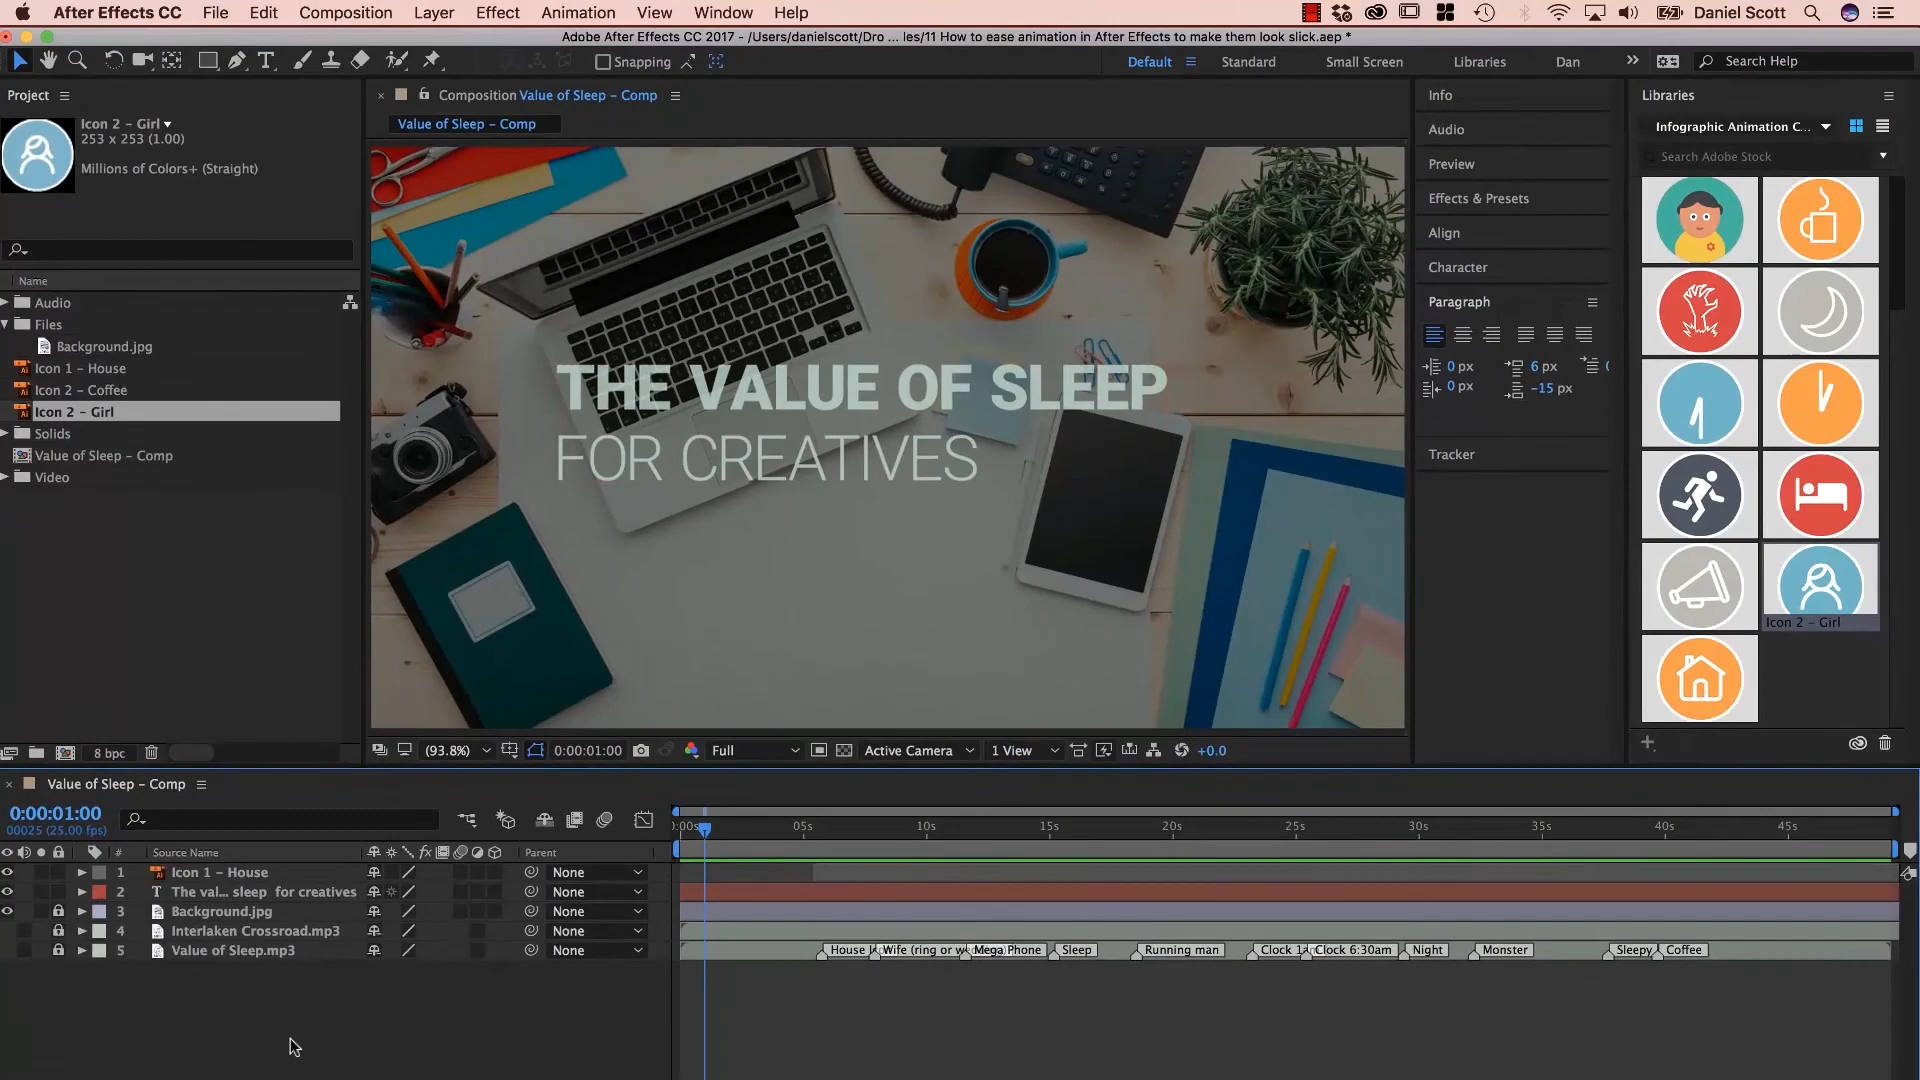 After Effects CC File Edit Composition Layer Effect Animation View Window Help Daniel Scott
Adobe After Effects CC 2017 - /Users/danielscott/Dro ... les/11 How to ease animation in After Effects to make them look slick.aep *
Snapping Default Standard Small Screen Libraries Dan Search Help
Project
Icon 2 - Girl
253 x 253 (1.00)
Millions of Colors+ (Straight)
Name
Audio
Files
Background.jpg
Icon 1 - House
Icon 2 - Coffee
Icon 2 - Girl
Solids
Value of Sleep - Comp
Video
8 bpc
Composition Value of Sleep - Comp
Value of Sleep - Comp
THE VALUE OF SLEEP
FOR CREATIVES
(93.8%) 0:00:01:00 Full Active Camera 1 View +0.0
Info
Audio
Preview
Effects & Presets
Align
Character
Paragraph
0 px 6 px 0
0 px -15 px
Tracker
Libraries
Infographic Animation C...
Search Adobe Stock
Icon 2 - Girl
Value of Sleep - Comp
0:00:01:00
00025 (25.00 fps)
:00s 05s 10s 15s 20s 25s 30s 35s 40s 45s
# Source Name Parent
1 Icon 1 - House None
2 T The val... sleep for creatives None
3 Background.jpg None
4 Interlaken Crossroad.mp3 None
5 Value of Sleep.mp3 None
House Wife (ring or we Mega Phone Sleep Running man Clock 1 Clock 6:30am Night Monster Sleepy Coffee